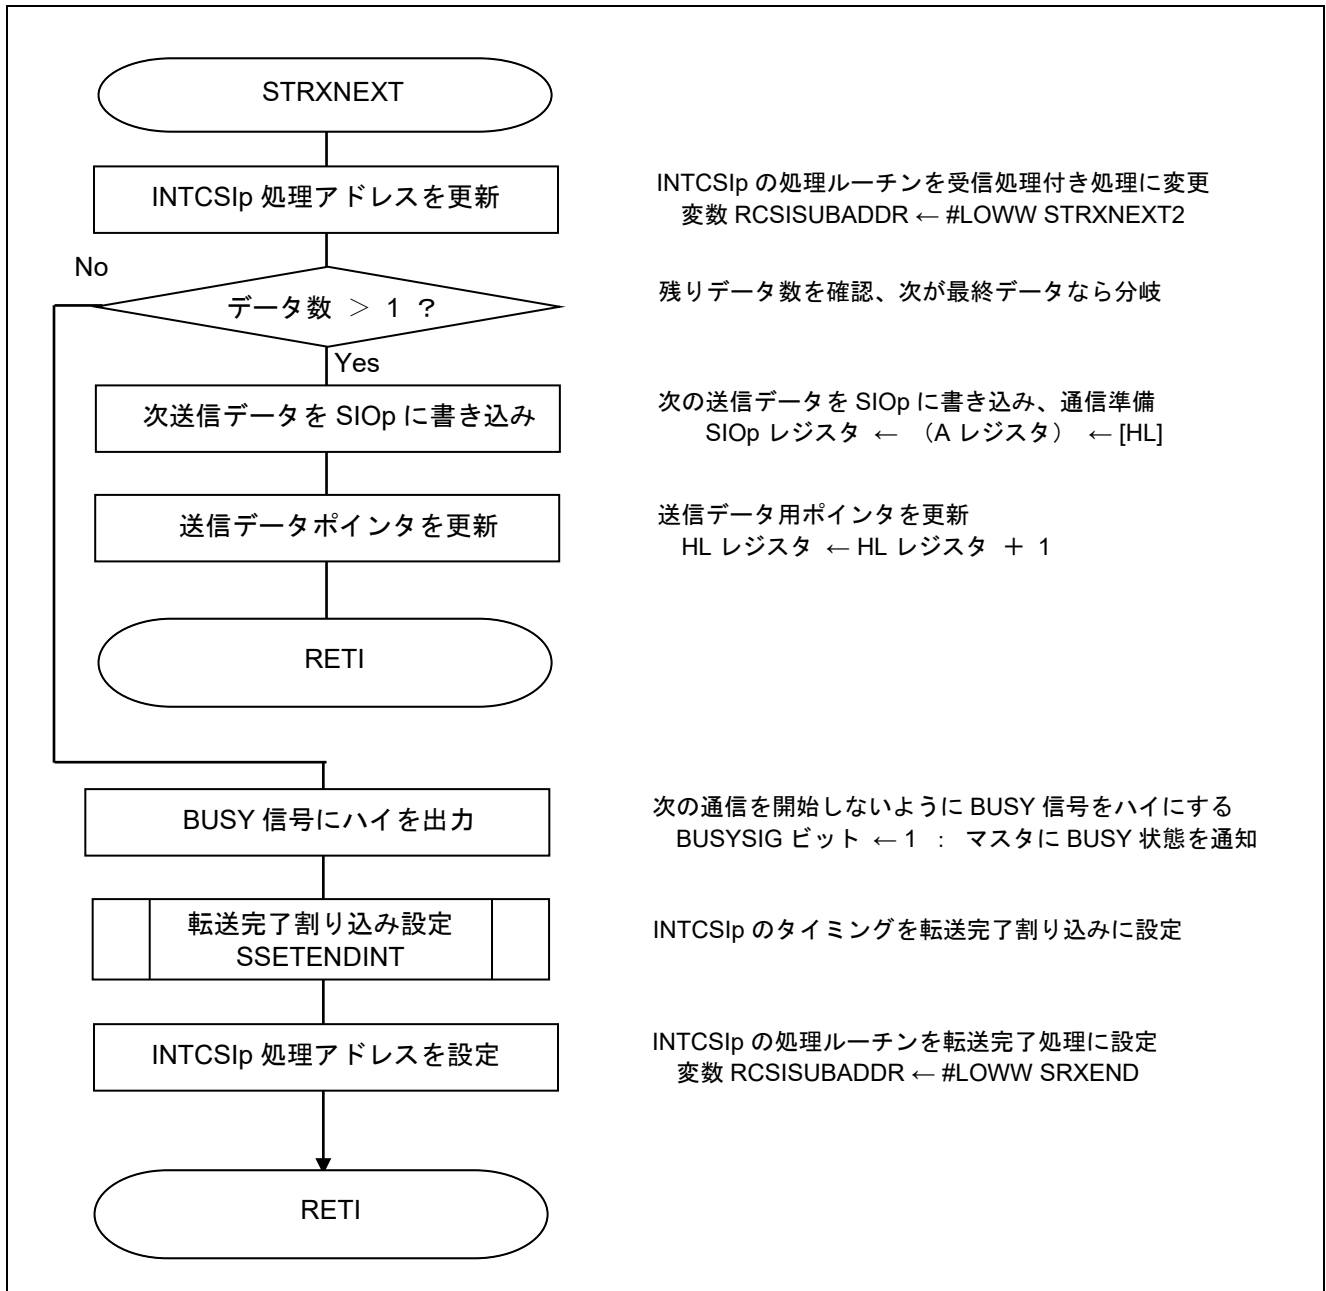 STRXNEXT
INTCSIp 処理アドレスを更新
INTCSIp の処理ルーチンを受信処理付き処理に変更
変数 RCSISUBADDR ← #LOWW STRXNEXT2
No
データ数 ＞ 1 ？
残りデータ数を確認、次が最終データなら分岐
Yes
次送信データを SIOp に書き込み
次の送信データを SIOp に書き込み、通信準備
SIOp レジスタ ← （A レジスタ） ← [HL]
送信データポインタを更新
送信データ用ポインタを更新
HL レジスタ ← HL レジスタ ＋ 1
RETI
BUSY 信号にハイを出力
次の通信を開始しないように BUSY 信号をハイにする
BUSYSIG ビット ← 1 ： マスタに BUSY 状態を通知
転送完了割り込み設定
SSETENDINT
INTCSIp のタイミングを転送完了割り込みに設定
INTCSIp 処理アドレスを設定
INTCSIp の処理ルーチンを転送完了処理に設定
変数 RCSISUBADDR ← #LOWW SRXEND
RETI